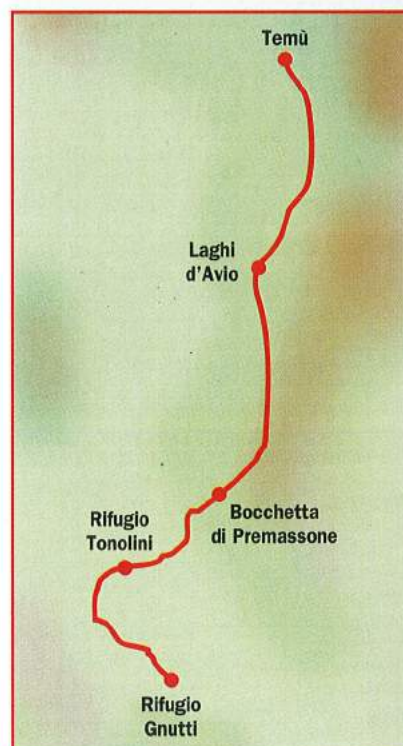 Temù
Laghi
d'Avio
Bocchetta
di Premassone
Rifugio
Tonolini
Rifugio
Gnutti